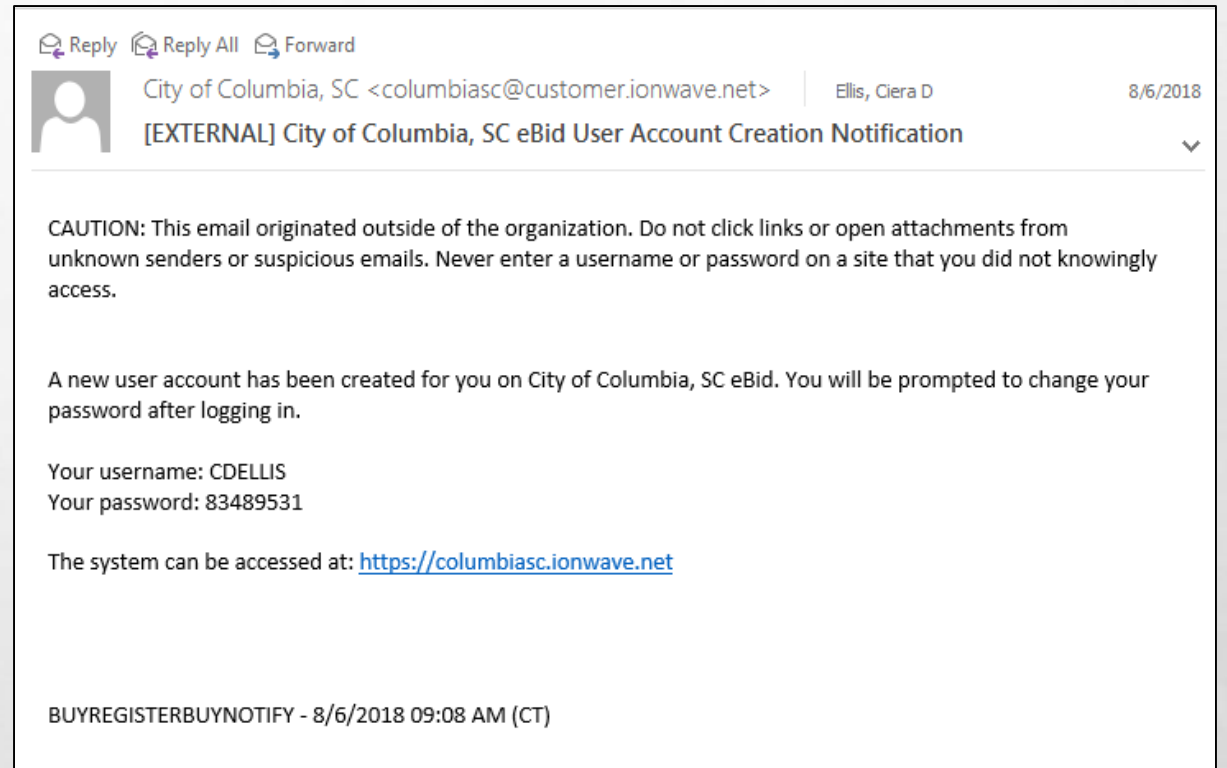 Reply Reply All Forward
City of Columbia, SC <columbiasc@customer.ionwave.net> Ellis, Ciera D 8/6/2018
[EXTERNAL] City of Columbia, SC eBid User Account Creation Notification
CAUTION: This email originated outside of the organization. Do not click links or open attachments from
unknown senders or suspicious emails. Never enter a username or password on a site that you did not knowingly
access.
A new user account has been created for you on City of Columbia, SC eBid. You will be prompted to change your
password after logging in.
Your username: CDELLIS
Your password: 83489531
The system can be accessed at: https://columbiasc.ionwave.net
BUYREGISTERBUYNOTIFY - 8/6/2018 09:08 AM (CT)